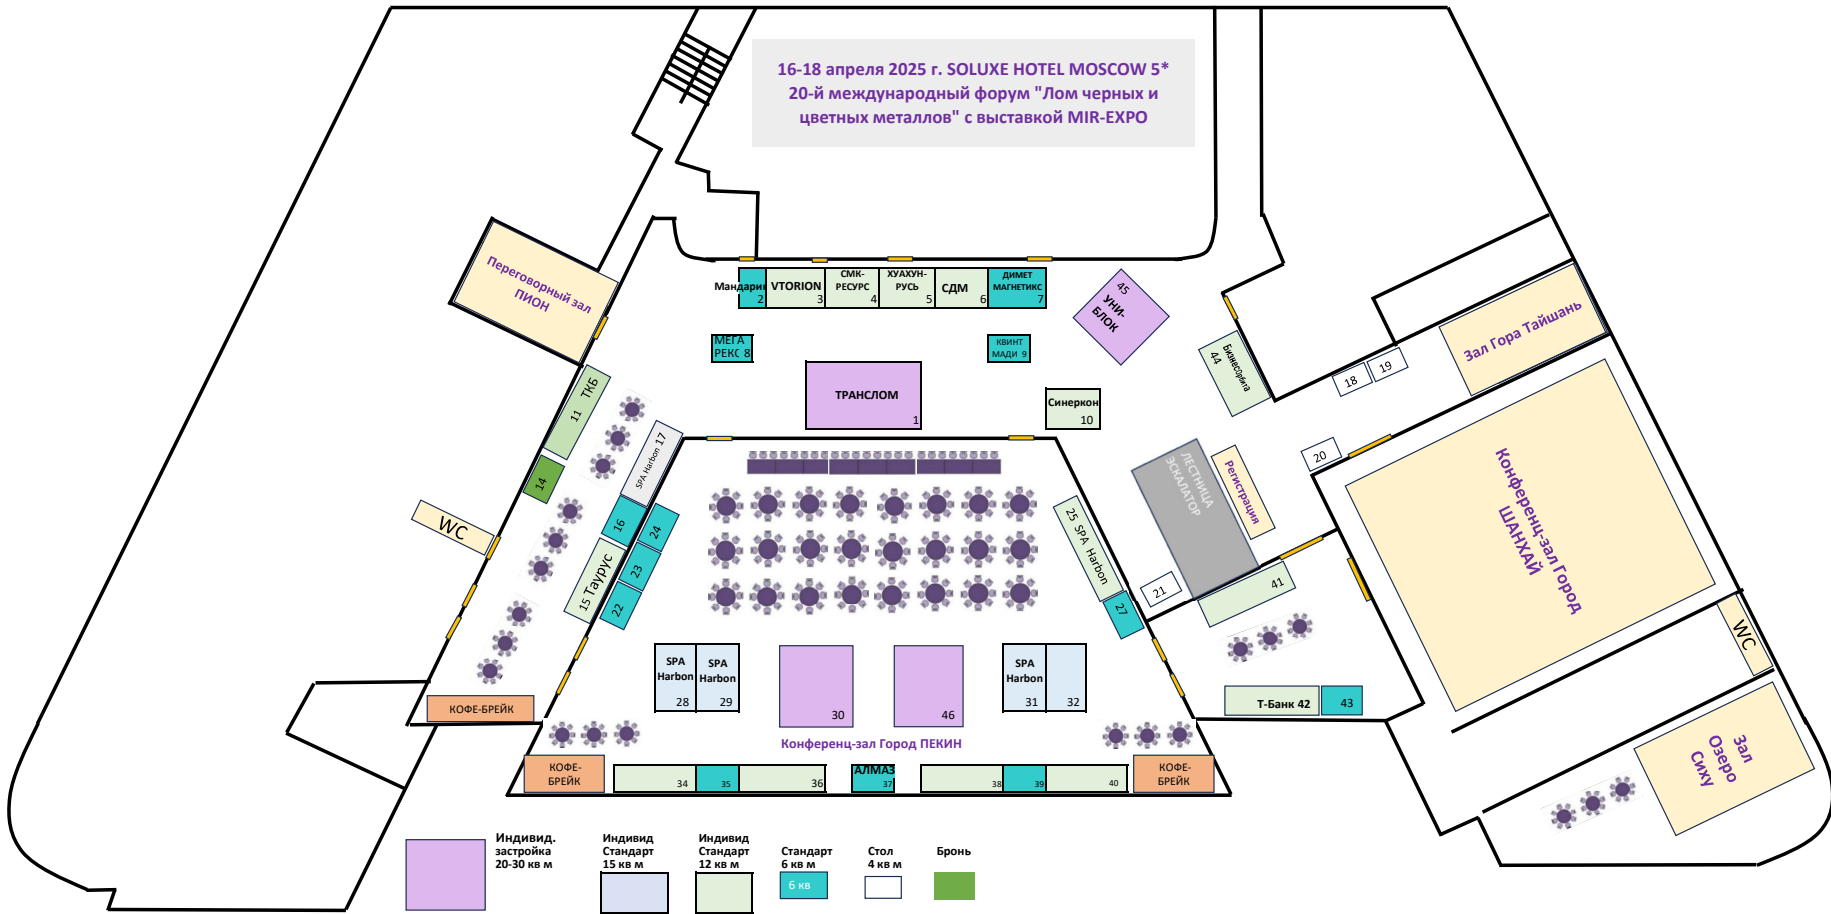 16-18 апреля 2025 г. SOLUXE HOTEL MOSCOW 5*
20-й международный форум "Лом черных и
цветных металлов" с выставкой MIR-EXPO
Переговорный зал
ПИОН
Мандарин
2
VTORION
3
СМК-
РЕСУРС
4
ХУАХУН-
РУСЬ
5
СДМ
6
ДИМЕТ
МАГНЕТИКС
7
45
УНИ-
БЛОК
МЕГА
РЕКС 8
КВИНТ
МАДИ 9
ТРАНСЛОМ
1
Синеркон
10
44
БизнесОрбита
18
19
Зал Гора Тайшань
11 ТКБ
14
SPA Harbon 17
16
15 Таурус
24
23
22
WC
25 SPA Harbon
27
ЛЕСТНИЦА
ЭСКАЛАТОР
Регистрация
20
21
41
Конференц-зал Город
ШАНХАЙ
WC
SPA
Harbon
28
SPA
Harbon
29
30
46
SPA
Harbon
31
32
Т-Банк 42
43
КОФЕ-БРЕЙК
Конференц-зал Город ПЕКИН
Зал
Озеро
Сиху
КОФЕ-
БРЕЙК
34
35
36
АЛМАЗ
37
38
39
40
КОФЕ-
БРЕЙК
Индивид.
застройка
20-30 кв м
Индивид
Стандарт
15 кв м
Индивид
Стандарт
12 кв м
Стандарт
6 кв м
6 кв
Стол
4 кв м
Бронь